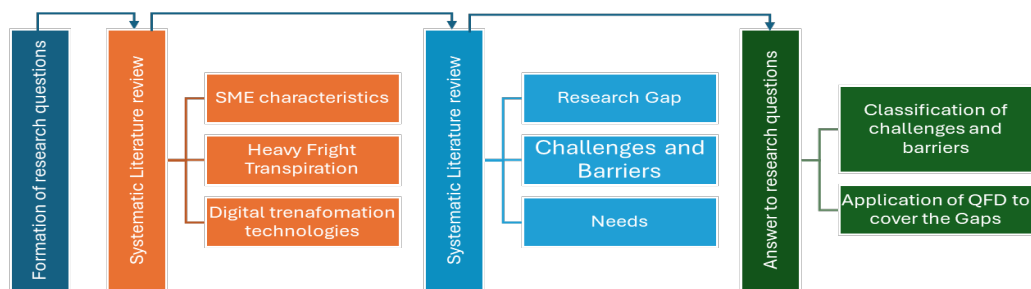 Formation of research questions
Systematic Literature review
SME characteristics
Heavy Fright
Transpiration
Digital trenafomation
technologies
Systematic Literature review
Research Gap
Challenges and
Barriers
Needs
Answer to research questions
Classification of
challenges and
barriers
Application of QFD to
cover the Gaps